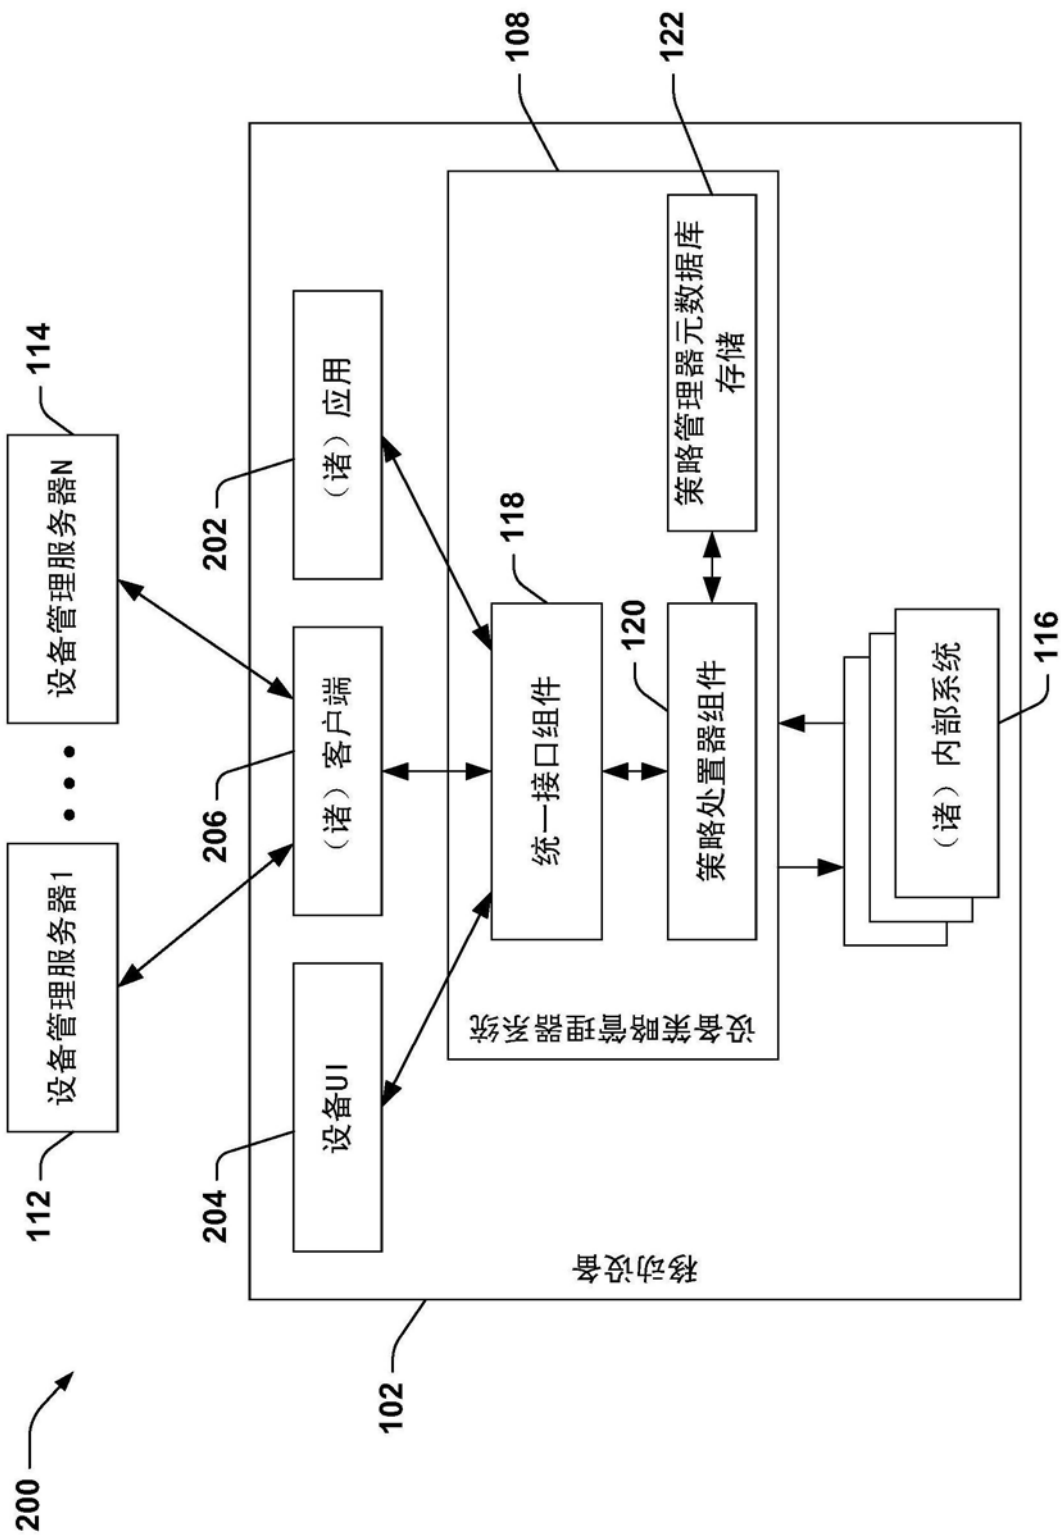 200
112
设备管理服务器1
114
设备管理服务器N
204
设备UI
206
（诸）客户端
202
（诸）应用
108
118
统一接口组件
设备策略管理器系统
120
策略处置器组件
122
策略管理器元数据库
存储
（诸）内部系统
116
移动设备
102